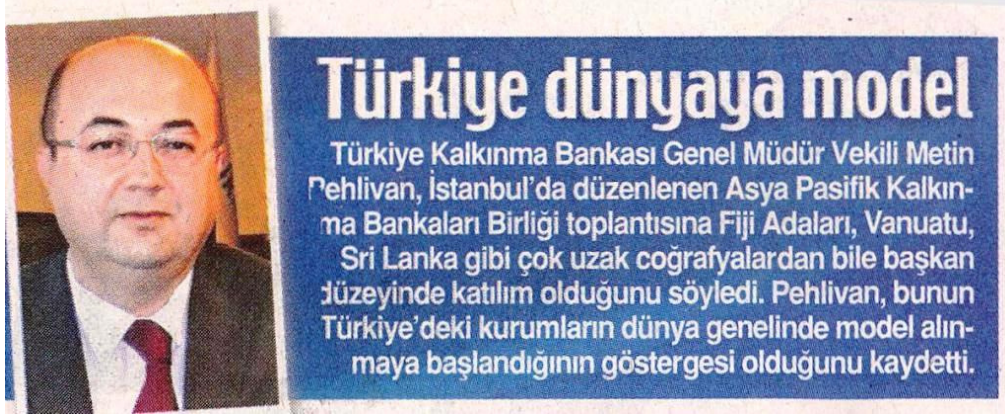 Türkiye dünyaya model
Türkiye Kalkınma Bankası Genel Müdür Vekili Metin
Pehlivan, İstanbul'da düzenlenen Asya Pasifik Kalkın-
ma Bankaları Birliği toplantısına Fiji Adaları, Vanuatu,
Sri Lanka gibi çok uzak coğrafyalardan bile başkan
düzeyinde katılım olduğunu söyledi. Pehlivan, bunun
Türkiye'deki kurumların dünya genelinde model alın-
maya başlandığının göstergesi olduğunu kaydetti.